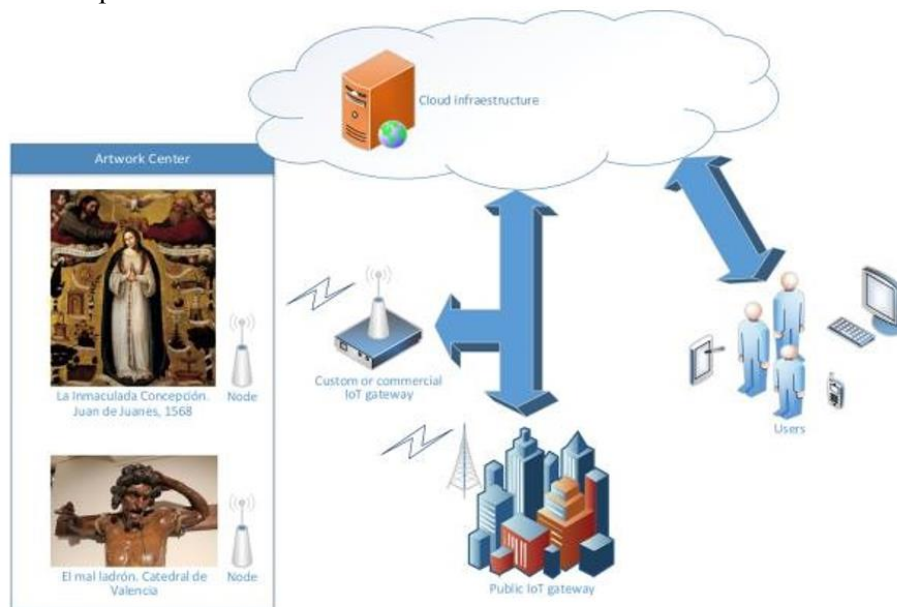 Cloud infraestructure
Artwork Center
La Inmaculada Concepción.
Juan de Juanes, 1568
Node
Custom or commercial
IoT gateway
Users
El mal ladrón. Catedral de
Valencia
Node
Public IoT gateway